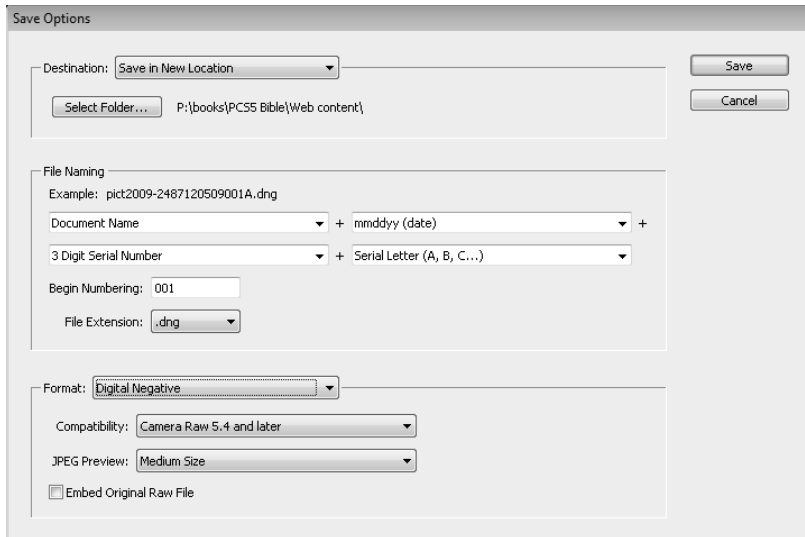 Save Options
Destination: Save in New Location
Save
Select Folder... P:\books\PCS5 Bible\Web content\
Cancel
File Naming
Example: pict2009-2487120509001A.dng
Document Name + mmddyy (date) +
3 Digit Serial Number + Serial Letter (A, B, C...)
Begin Numbering: 001
File Extension: .dng
Format: Digital Negative
Compatibility: Camera Raw 5.4 and later
JPEG Preview: Medium Size
Embed Original Raw File